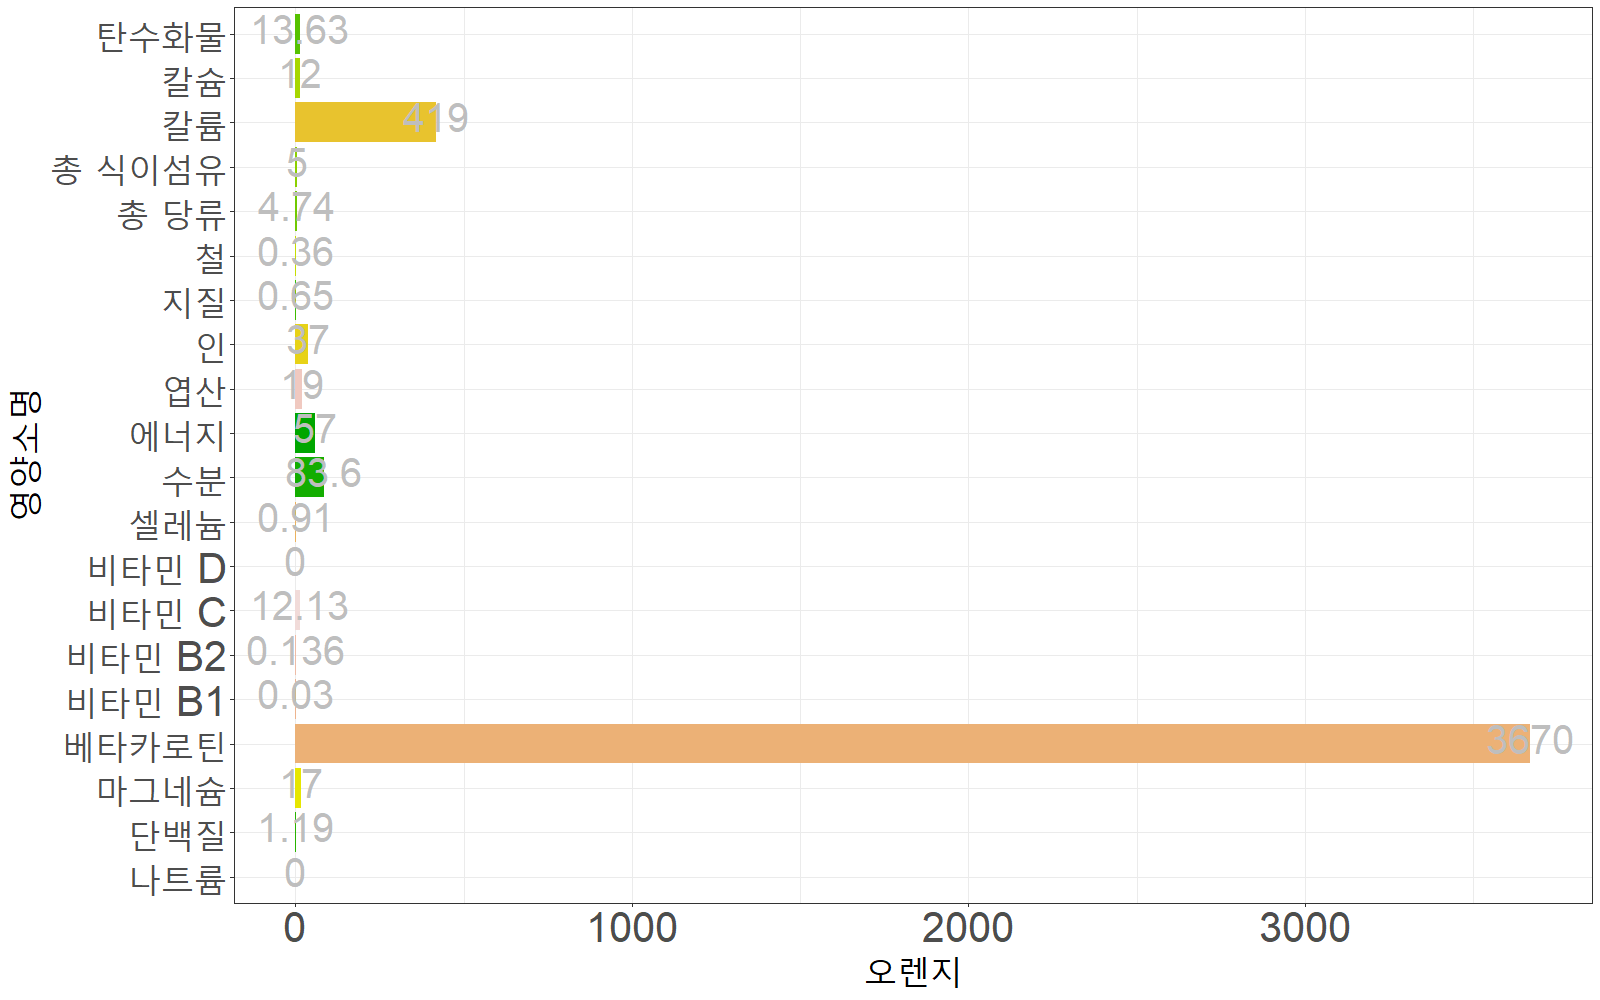 탄수화물 13.63
칼슘 12
칼륨 419
총 식이섬유 5
총 당류 4.74
철 0.36
지질 0.65
인 37
엽산 19
에너지 57
수분 83.6
셀레늄 0.91
비타민 D 0
비타민 C 12.13
비타민 B2 0.136
비타민 B1 0.03
베타카로틴 3670
마그네슘 17
단백질 1.19
나트륨 0
영양소명
0 1000 2000 3000
오렌지